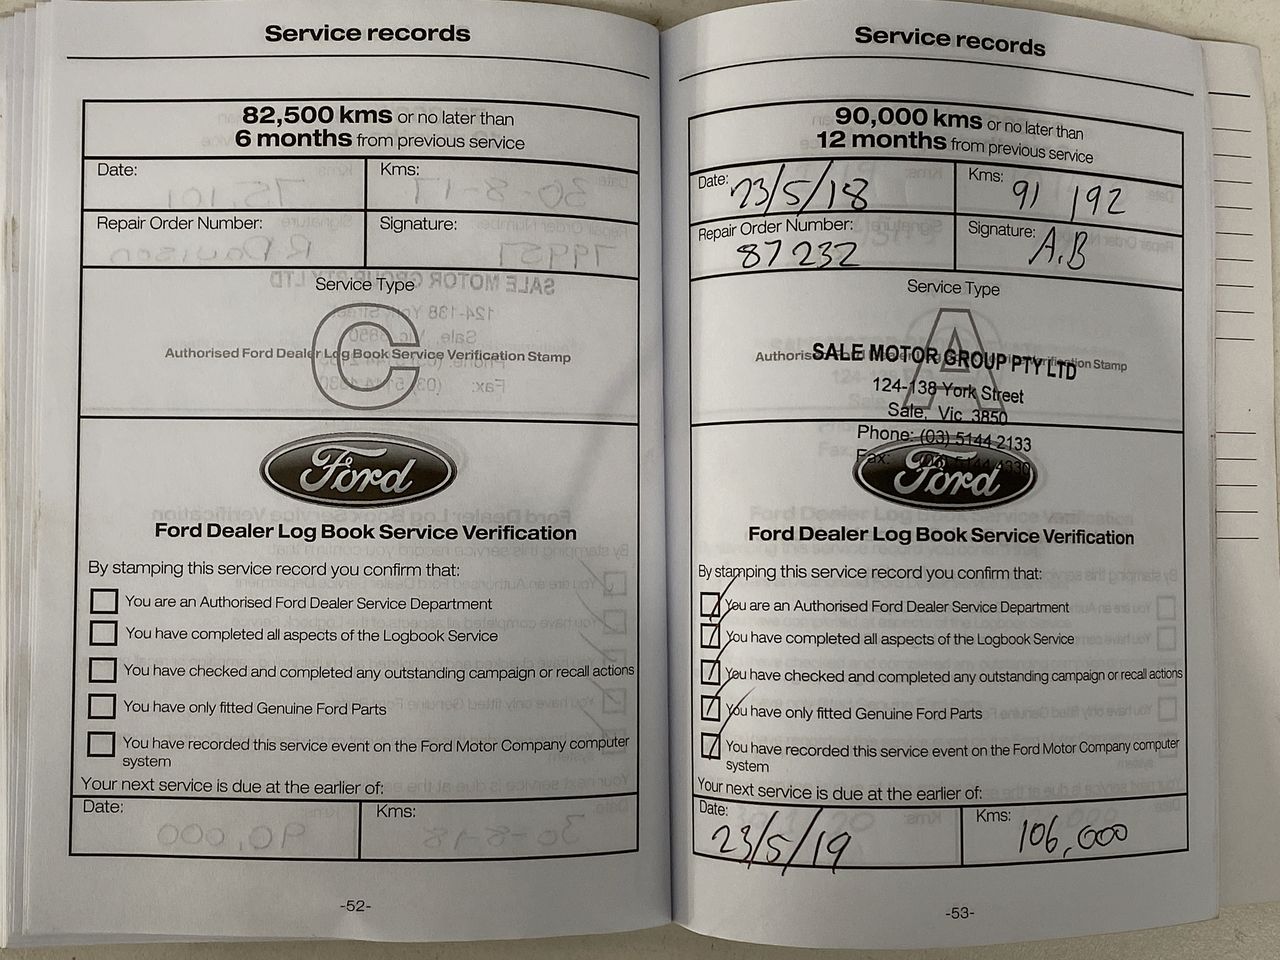 Service records
82,500 kms or no later than
6 months from previous service
Date:
Kms:
Repair Order Number:
Signature:
Service Type
C
Authorised Ford Dealer Log Book Service Verification Stamp
Ford
Ford Dealer Log Book Service Verification
By stamping this service record you confirm that:
You are an Authorised Ford Dealer Service Department
You have completed all aspects of the Logbook Service
You have checked and completed any outstanding campaign or recall actions
You have only fitted Genuine Ford Parts
You have recorded this service event on the Ford Motor Company computer
system
Your next service is due at the earlier of:
Date:
Kms:
-52-
Service records
90,000 kms or no later than
12 months from previous service
Date: 23/5/18
Kms: 91 192
Repair Order Number:
87232
Signature: A.B
Service Type
A
SALE MOTOR GROUP PTY LTD
124-138 York Street
Sale, Vic 3850
Phone: (03) 5144 2133
Fax: (03) 5144 4330
Ford
Ford Dealer Log Book Service Verification
By stamping this service record you confirm that:
You are an Authorised Ford Dealer Service Department
You have completed all aspects of the Logbook Service
You have checked and completed any outstanding campaign or recall actions
You have only fitted Genuine Ford Parts
You have recorded this service event on the Ford Motor Company computer
system
Your next service is due at the earlier of:
Date: 23/5/19
Kms: 106,000
-53-